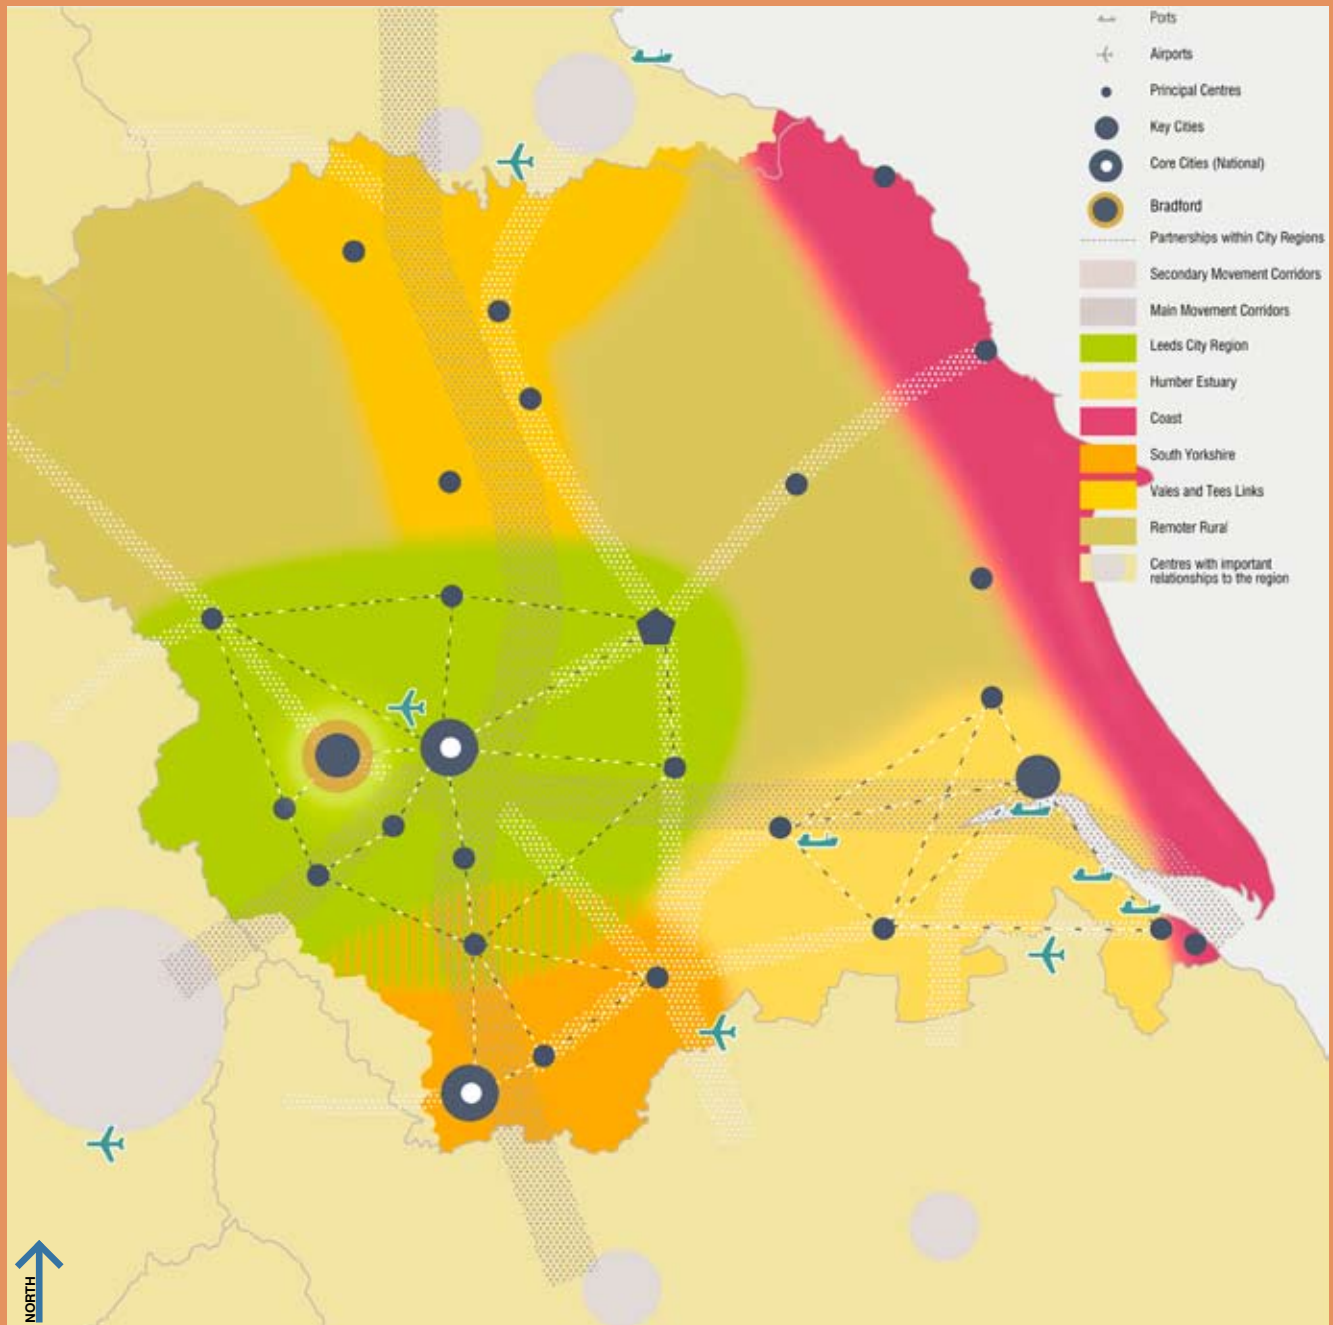 Ports
Airports
Principal Centres
Key Cities
Core Cities (National)
Bradford
Partnerships within City Regions
Secondary Movement Corridors
Main Movement Corridors
Leeds City Region
Humber Estuary
Coast
South Yorkshire
Vales and Tees Links
Remoter Rural
Centres with important
relationships to the region
NORTH